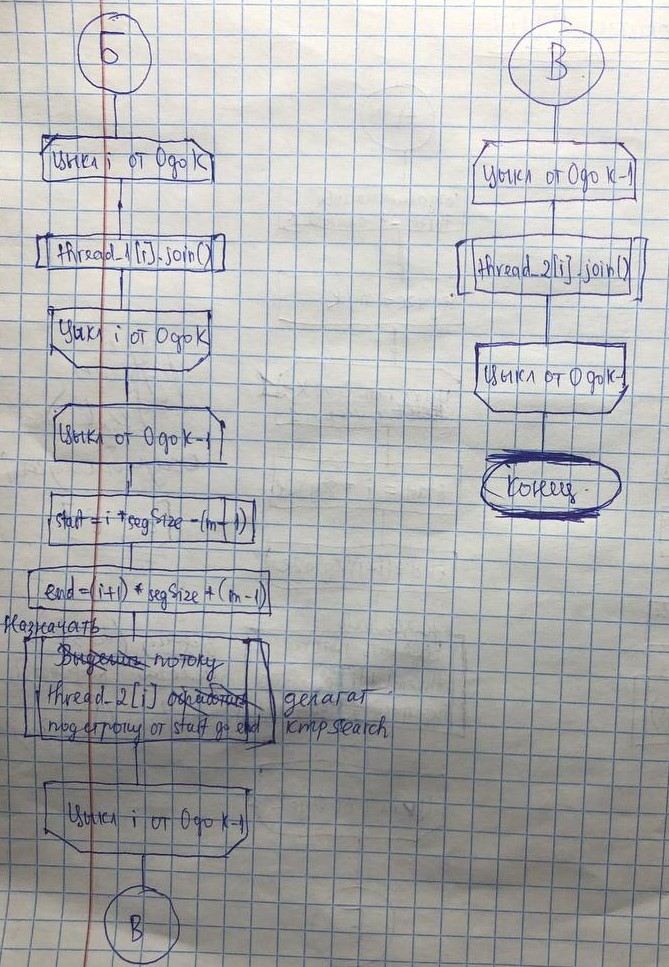 Б
Цыкл i от 0 до K
thread_1[i].join()
Цыкл i от 0 до K
Цыкл от 0 до K-1
start = i * segSize - (m-1)
end = (i+1) * segSize + (m-1)
Назначать
потоку
thread_2[i] делагат
подстроку от start до end kmpsearch
Цыкл i от 0 до K-1
В
В
Цыкл от 0 до K-1
thread_2[i].join()
Цыкл от 0 до K-1
Конец.